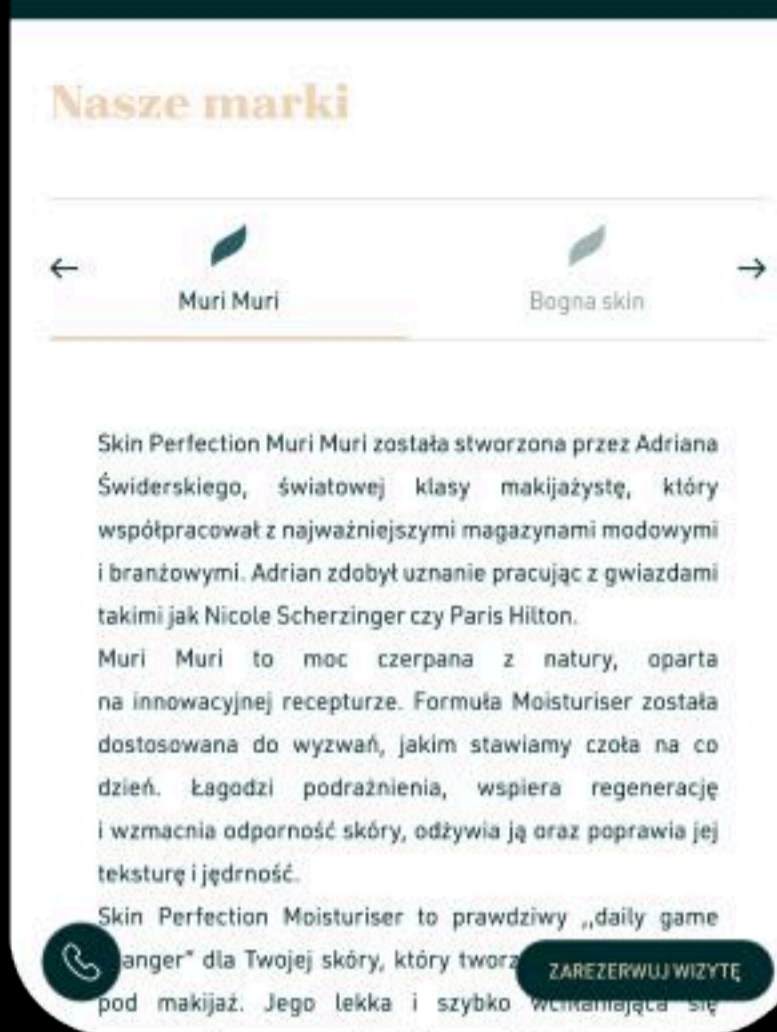 Nasze marki
Muri Muri
Bogna skin
Skin Perfection Muri Muri została stworzona przez Adriana
Świderskiego, światowej klasy makijażystę, który
współpracował z najważniejszymi magazynami modowymi
i branżowymi. Adrian zdobył uznanie pracując z gwiazdami
takimi jak Nicole Scherzinger czy Paris Hilton.
Muri Muri to moc czerpana z natury, oparta
na innowacyjnej recepturze. Formuła Moisturiser została
dostosowana do wyzwań, jakim stawiamy czoła na co
dzień. Łagodzi podrażnienia, wspiera regenerację
i wzmacnia odporność skóry, odżywia ją oraz poprawia jej
teksturę i jędrność.
Skin Perfection Moisturiser to prawdziwy ,,daily game
anger" dla Twojej skóry, który tworz
ZAREZERWUJ WIZYTĘ
pod makijaż. Jego lekka i szybko się